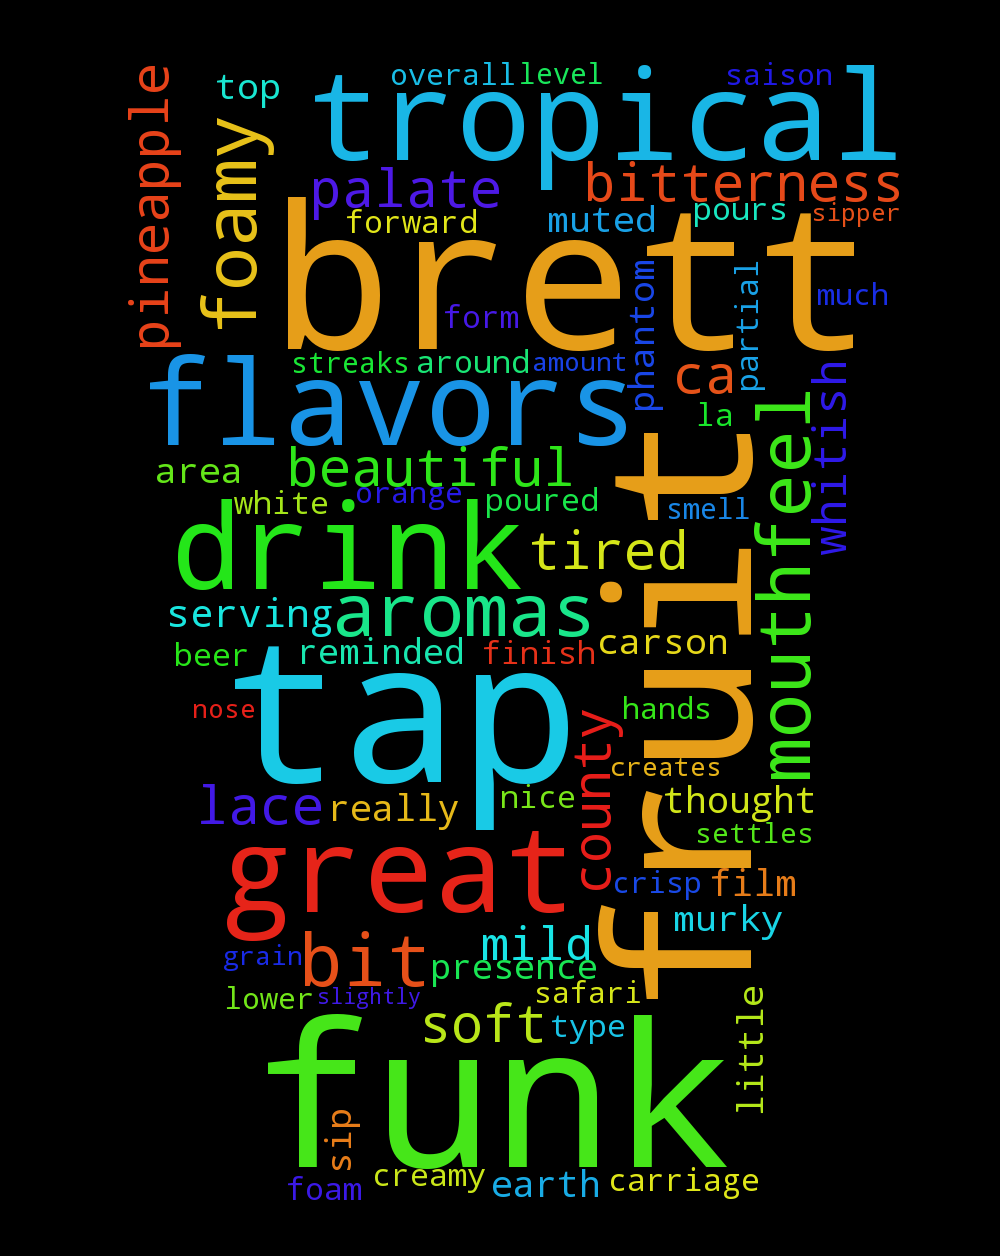 overall
level
saison
top
tropical
pineapple
foamy
palate
bitterness
forward
muted
pours
sipper
brett
form
phantom
partial
much
streaks
around
amount
ca
flavors
la
whitish
mouthfeel
beautiful
area
white
orange
poured
smell
fruit
drink
tired
serving
aromas
carson
beer
reminded
finish
tap
nose
hands
county
creates
lace
really
nice
thought
settles
great
crisp
film
murky
bit
mild
grain
presence
lower
slightly
safari
soft
type
little
funk
sip
foam
creamy
earth
carriage